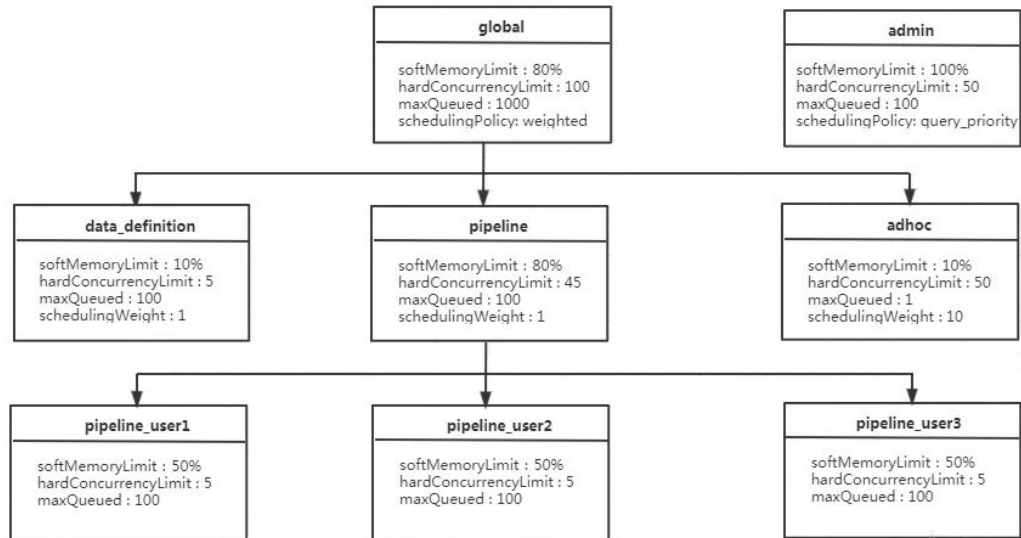 global
softMemoryLimit : 80%
hardConcurrencyLimit : 100
maxQueued : 1000
schedulingPolicy: weighted
admin
softMemoryLimit : 100%
hardConcurrencyLimit : 50
maxQueued : 100
schedulingPolicy: query_priority
data_definition
softMemoryLimit : 10%
hardConcurrencyLimit : 5
maxQueued : 100
schedulingWeight : 1
pipeline
softMemoryLimit : 80%
hardConcurrencyLimit : 45
maxQueued : 100
schedulingWeight : 1
adhoc
softMemoryLimit : 10%
hardConcurrencyLimit : 50
maxQueued : 1
schedulingWeight : 10
pipeline_user1
softMemoryLimit : 50%
hardConcurrencyLimit : 5
maxQueued : 100
pipeline_user2
softMemoryLimit : 50%
hardConcurrencyLimit : 5
maxQueued : 100
pipeline_user3
softMemoryLimit : 50%
hardConcurrencyLimit : 5
maxQueued : 100